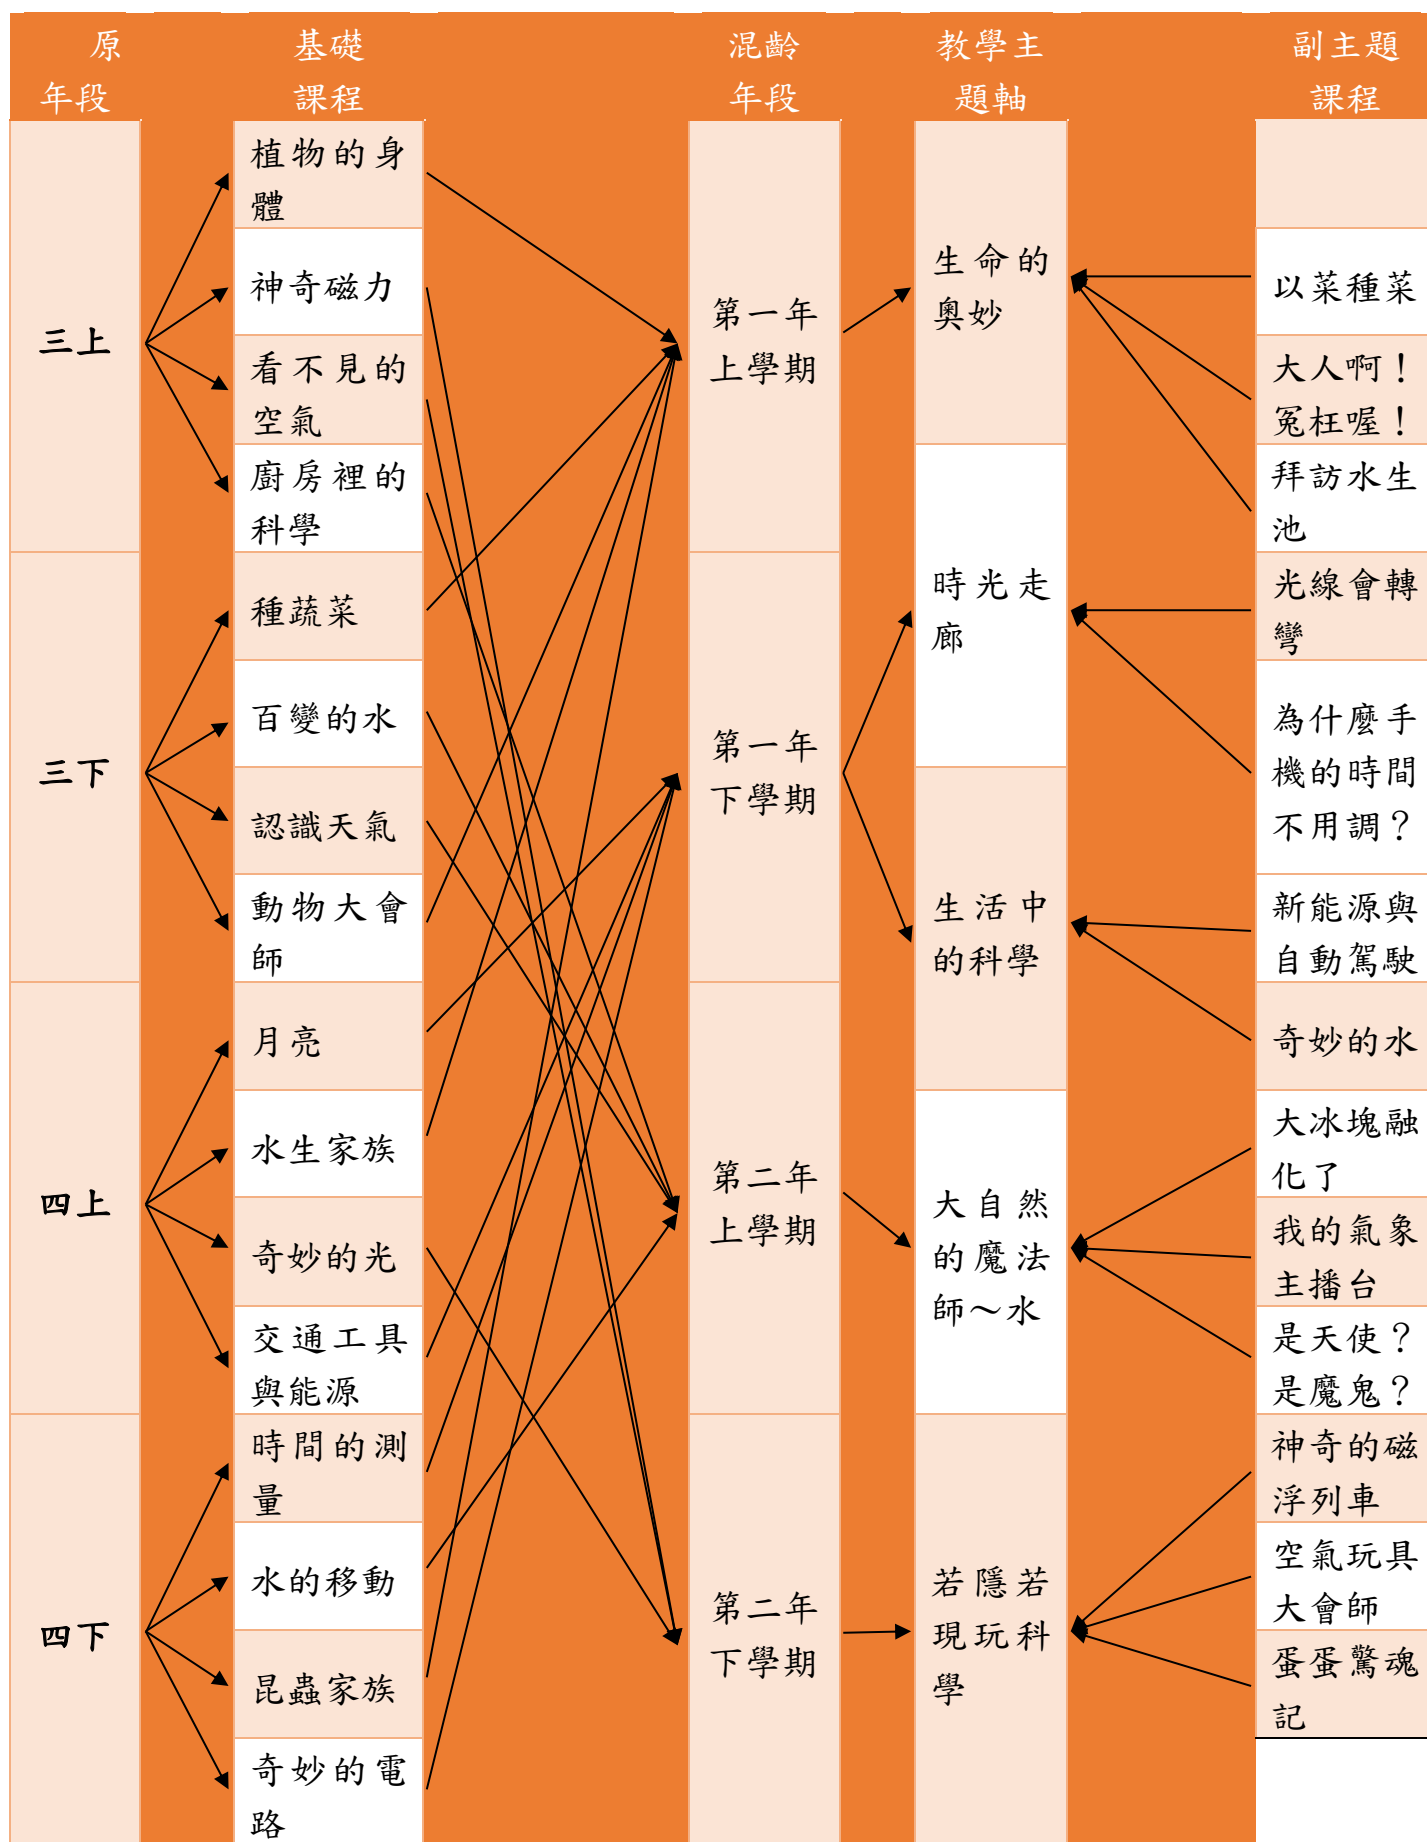 原
年段
基礎
課程
混齡
年段
教學主
題軸
副主題
課程
三上
植物的身
體
神奇磁力
看不見的
空氣
廚房裡的
科學
三下
種蔬菜
百變的水
認識天氣
動物大會
師
四上
月亮
水生家族
奇妙的光
交通工具
與能源
四下
時間的測
量
水的移動
昆蟲家族
奇妙的電
路
第一年
上學期
第一年
下學期
第二年
上學期
第二年
下學期
生命的
奧妙
時光走
廊
生活中
的科學
大自然
的魔法
師～水
若隱若
現玩科
學
以菜種菜
大人啊！
冤枉喔！
拜訪水生
池
光線會轉
彎
為什麼手
機的時間
不用調？
新能源與
自動駕駛
奇妙的水
大冰塊融
化了
我的氣象
主播台
是天使？
是魔鬼？
神奇的磁
浮列車
空氣玩具
大會師
蛋蛋驚魂
記